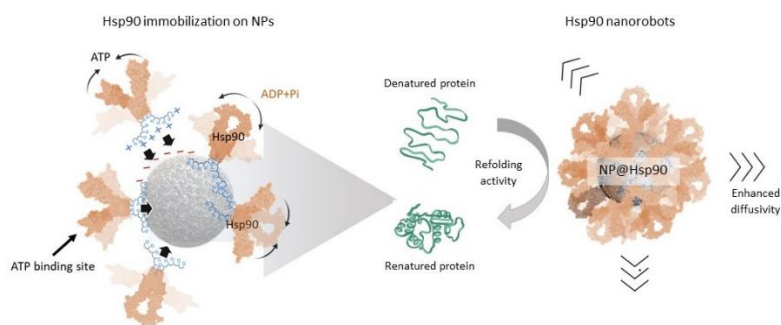 Hsp90 immobilization on NPs
Hsp90 nanorobots
ATP
ADP+Pi
Hsp90
Hsp90
ATP binding site
Denatured protein
Refolding
activity
Renatured protein
NP@Hsp90
Enhanced
diffusivity